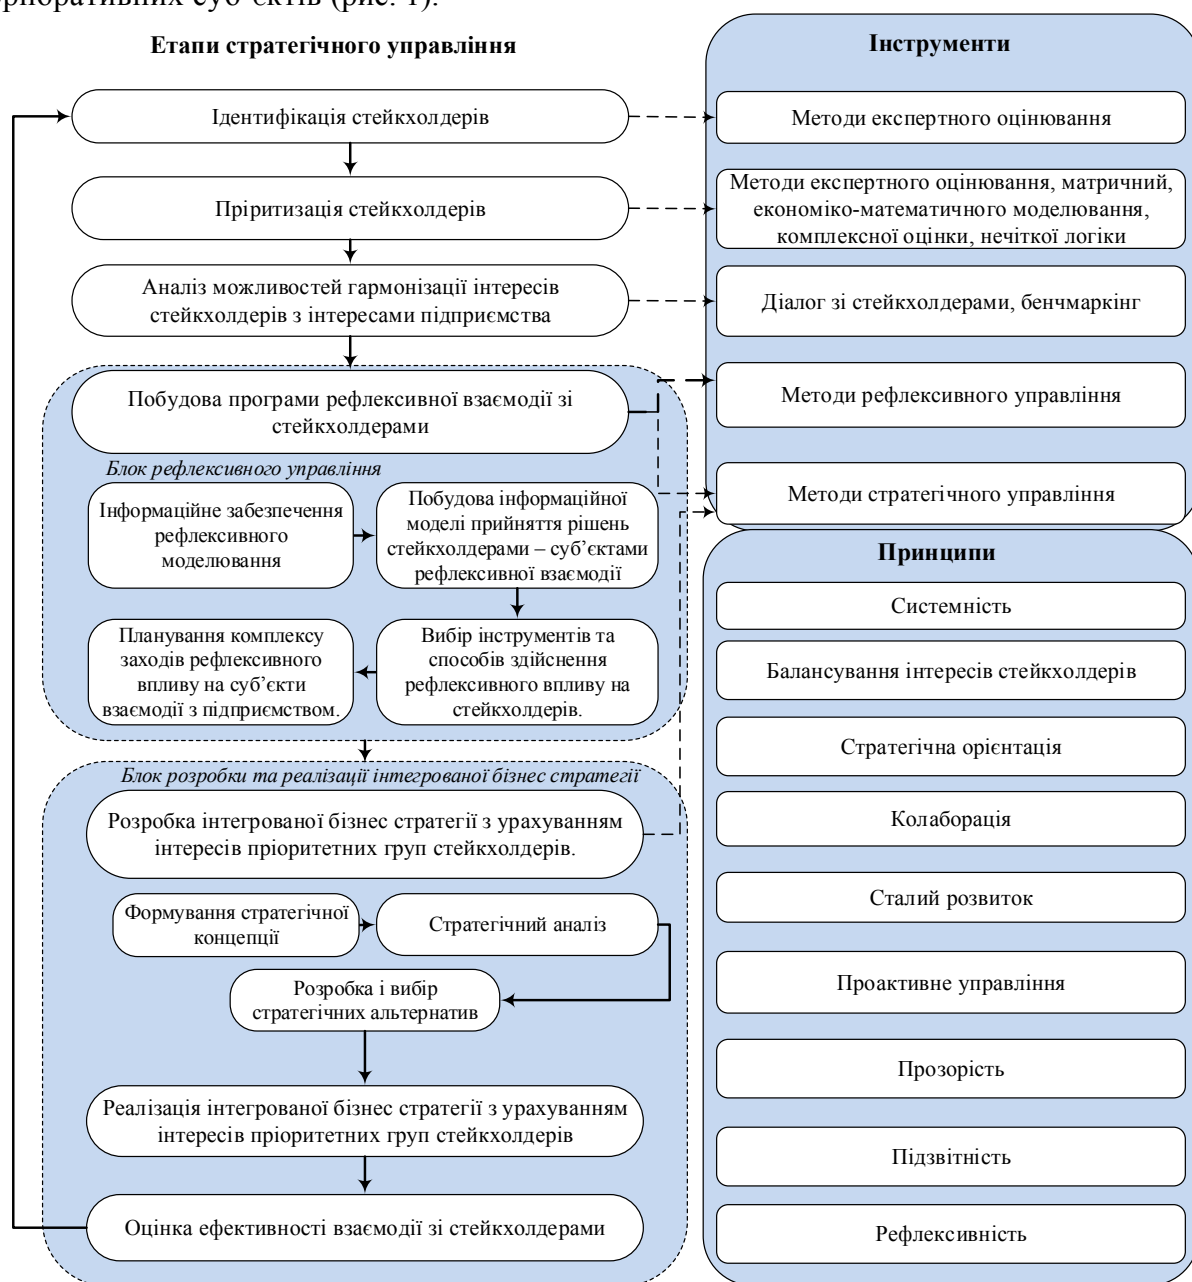 корпоративних суб’єктів (рис. 1).
Етапи стратегічного управління
Ідентифікація стейкхолдерів
Пріритизація стейкхолдерів
Аналіз можливостей гармонізації інтересів
стейкхолдерів з інтересами підприємства
Побудова програми рефлексивної взаємодії зі
стейкхолдерами
Блок рефлексивного управління
Інформаційне забезпечення
рефлексивного
моделювання
Побудова інформаційної
моделі прийняття рішень
стейкхолдерами – суб’єктами
рефлексивної взаємодії
Планування комплексу
заходів рефлексивного
впливу на суб’єкти
взаємодії з підприємством.
Вибір інструментів та
способів здійснення
рефлексивного впливу на
стейкхолдерів.
Блок розробки та реалізації інтегрованої бізнес стратегії
Розробка інтегрованої бізнес стратегії з урахуванням
інтересів пріоритетних груп стейкхолдерів.
Формування стратегічної
концепції
Стратегічний аналіз
Розробка і вибір
стратегічних альтернатив
Реалізація інтегрованої бізнес стратегії з урахуванням
інтересів пріоритетних груп стейкхолдерів
Оцінка ефективності взаємодії зі стейкхолдерами
Інструменти
Методи експертного оцінювання
Методи експертного оцінювання, матричний,
економіко-математичного моделювання,
комплексної оцінки, нечіткої логіки
Діалог зі стейкхолдерами, бенчмаркінг
Методи рефлексивного управління
Методи стратегічного управління
Принципи
Системність
Балансування інтересів стейкхолдерів
Стратегічна орієнтація
Колаборація
Сталий розвиток
Проактивне управління
Прозорість
Підзвітність
Рефлексивність